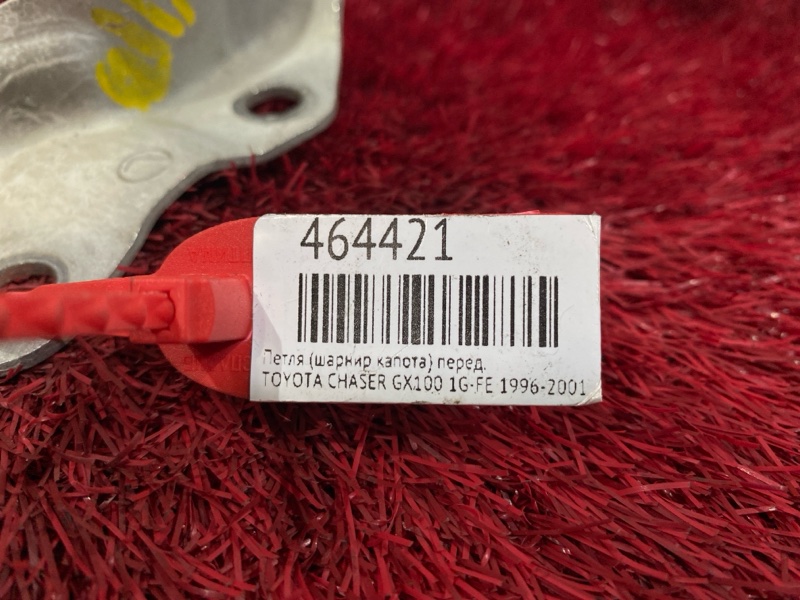 464421
Петля (шарнир капота) перед.
TOYOTA CHASER GX100 1G-FE 1996-2001